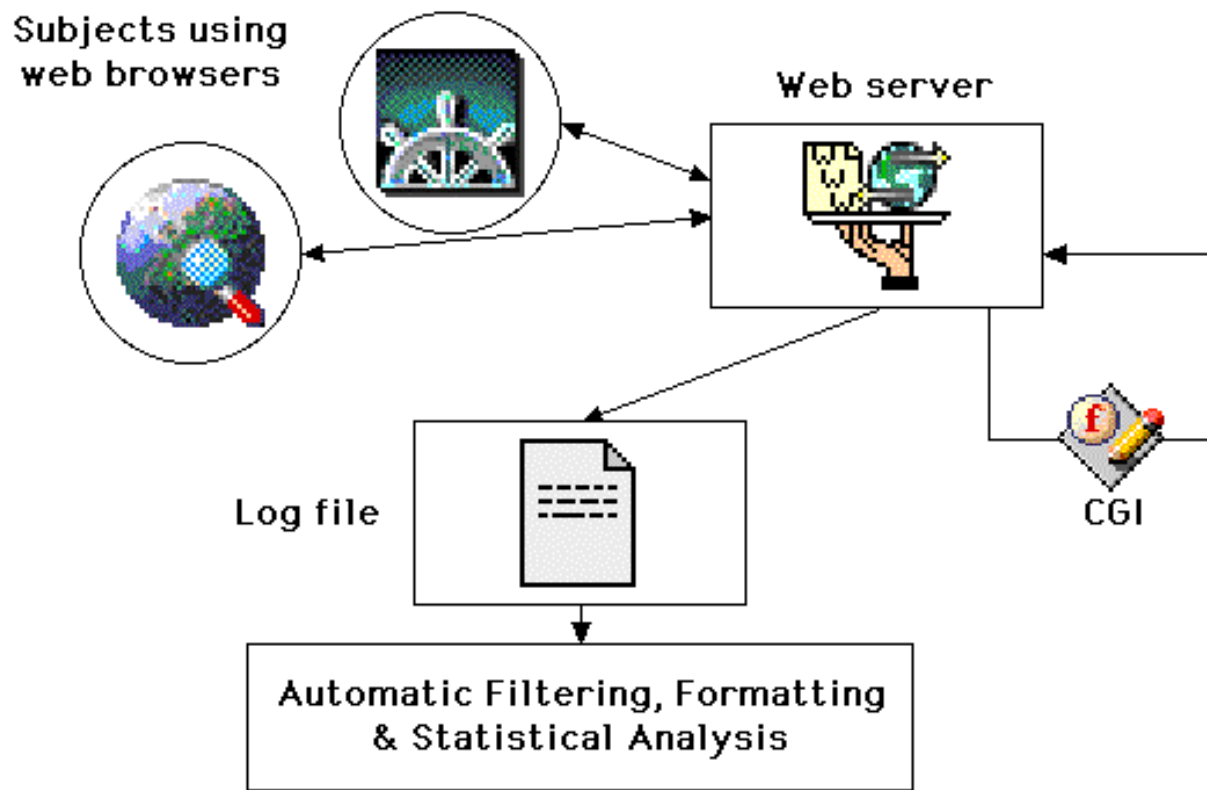 Subjects using
web browsers
Web server
W
W
W
f
CGI
Log file
Automatic Filtering, Formatting
& Statistical Analysis